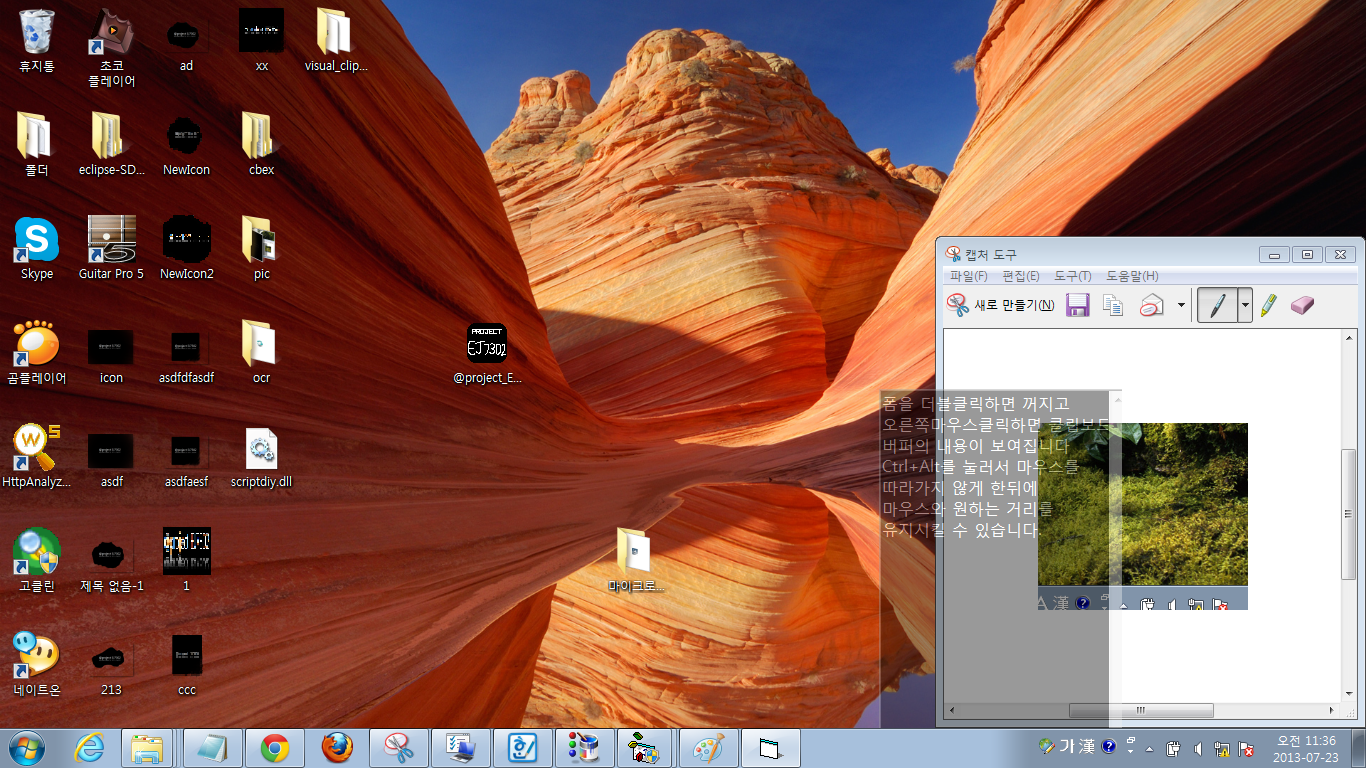 휴지통
초코
플레이어
ad
xx
visual_clip...
폴더
eclipse-SD...
NewIcon
cbex
Skype
Guitar Pro 5
NewIcon2
pic
곰플레이어
icon
asdfdfasdf
ocr
PROJECT
EJ7302
@project_E...
HttpAnalyz...
asdf
asdfaesf
scriptdiy.dll
고클린
제목 없음-1
1
마이크로...
네이트온
213
ccc
캡처 도구
파일(F) 편집(E) 도구(T) 도움말(H)
새로 만들기(N)
폼을 더블클릭하면 꺼지고
오른쪽마우스클릭하면 클립보드
버퍼의 내용이 보여집니다
Ctrl+Alt를 눌러서 마우스를
따라가지 않게 한뒤에
마우스와 원하는 거리를
유지시킬 수 있습니다.
A 漢
가 漢
오전 11:36
2013-07-23